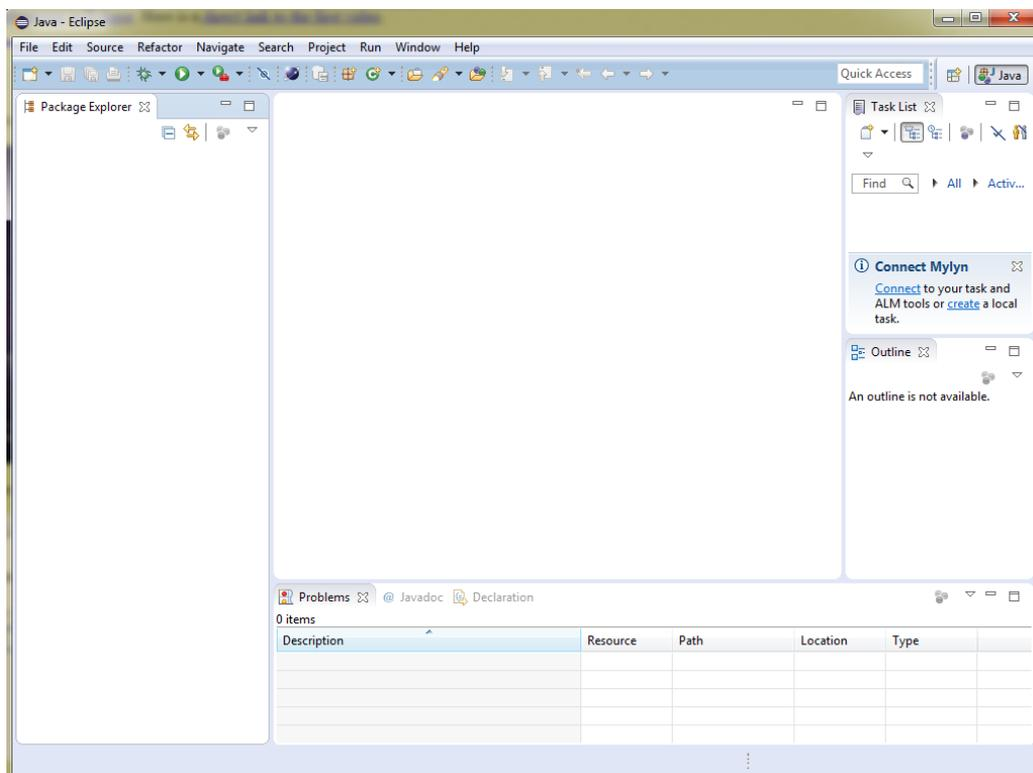 Java - Eclipse
File Edit Source Refactor Navigate Search Project Run Window Help
Quick Access
Java
Package Explorer
Task List
Find
All
Activ...
Connect Mylyn
Connect to your task and
ALM tools or create a local
task.
Outline
An outline is not available.
Problems @ Javadoc Declaration
0 items
Description Resource Path Location Type